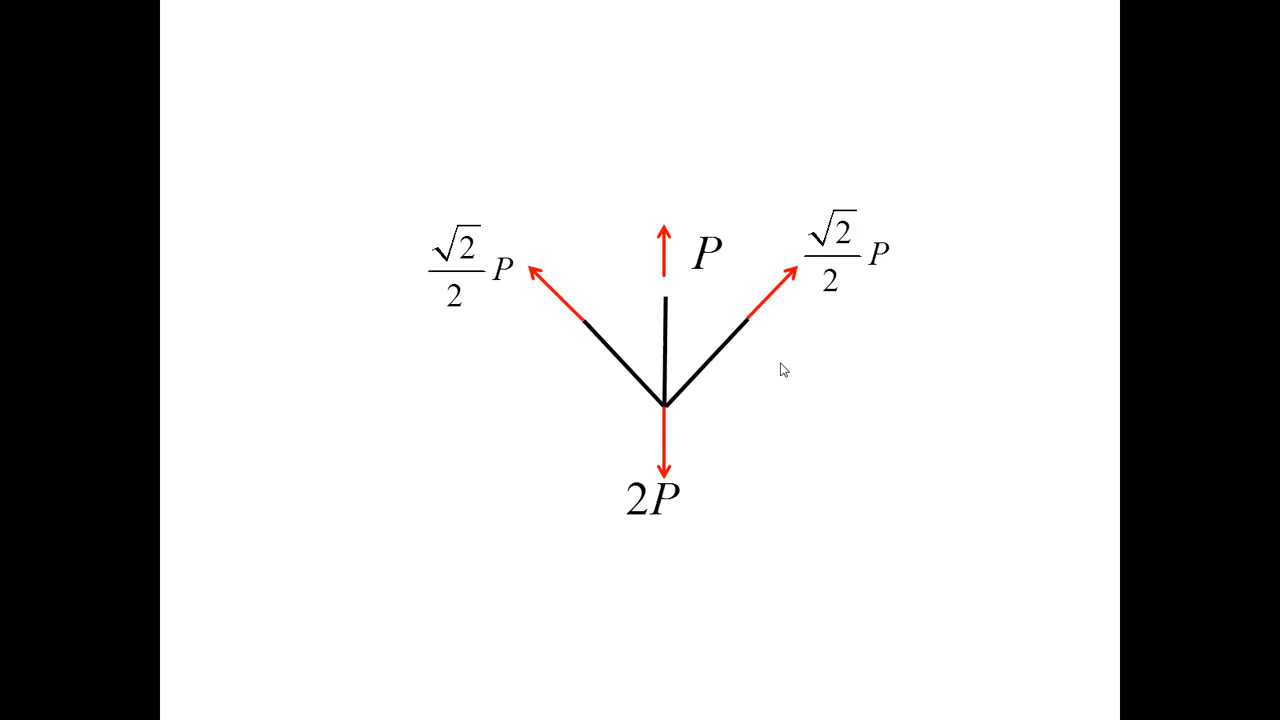 √2/2 P
P
√2/2 P
2P